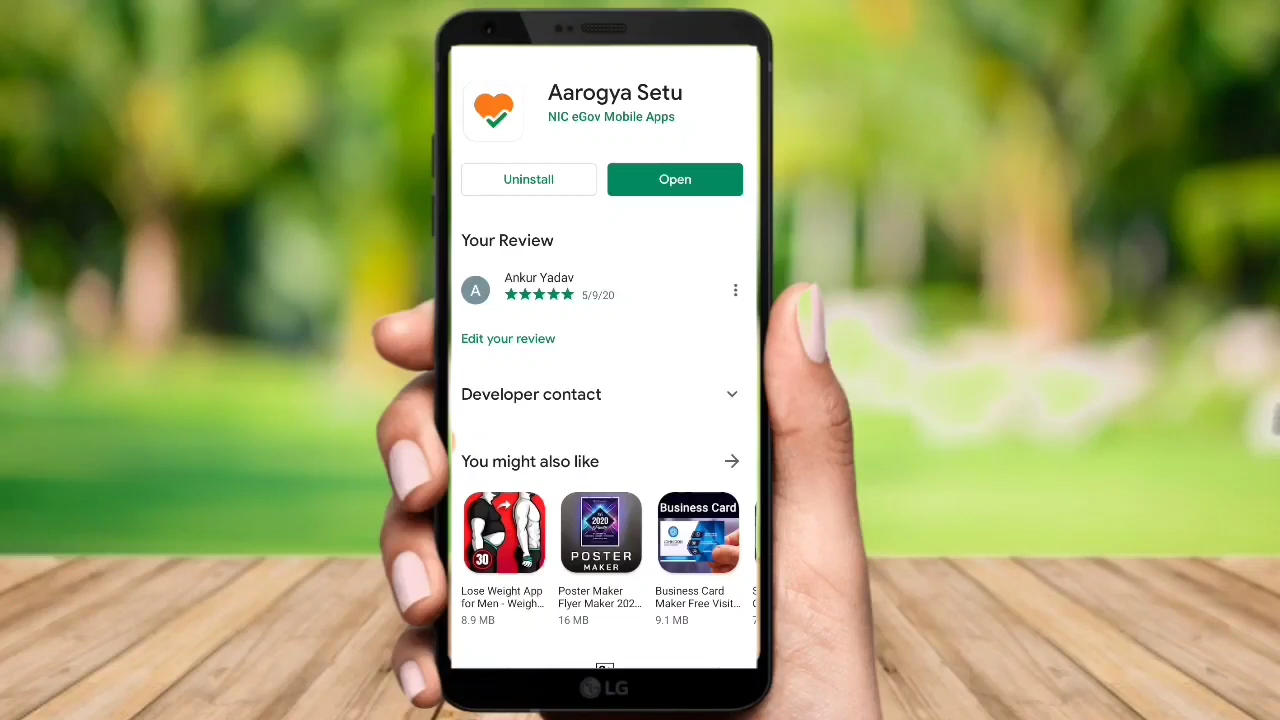 Aarogya Setu
NIC eGov Mobile Apps
Uninstall
Open
Your Review
A
Ankur Yadav
5/9/20
Edit your review
Developer contact
You might also like
30
2020
POSTER
MAKER
Business Card
Lose Weight App
for Men - Weigh...
8.9 MB
Poster Maker
Flyer Maker 202...
16 MB
Business Card
Maker Free Visit...
9.1 MB
LG